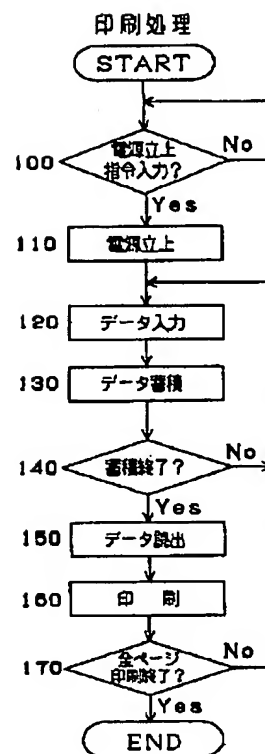 印刷処理
START
100
電源立上
指令入力?
No
Yes
110
電源立上
120
データ入力
130
データ蓄積
140
蓄積終了?
No
Yes
150
データ読出
160
印 刷
170
全ページ
印刷終了?
No
Yes
END